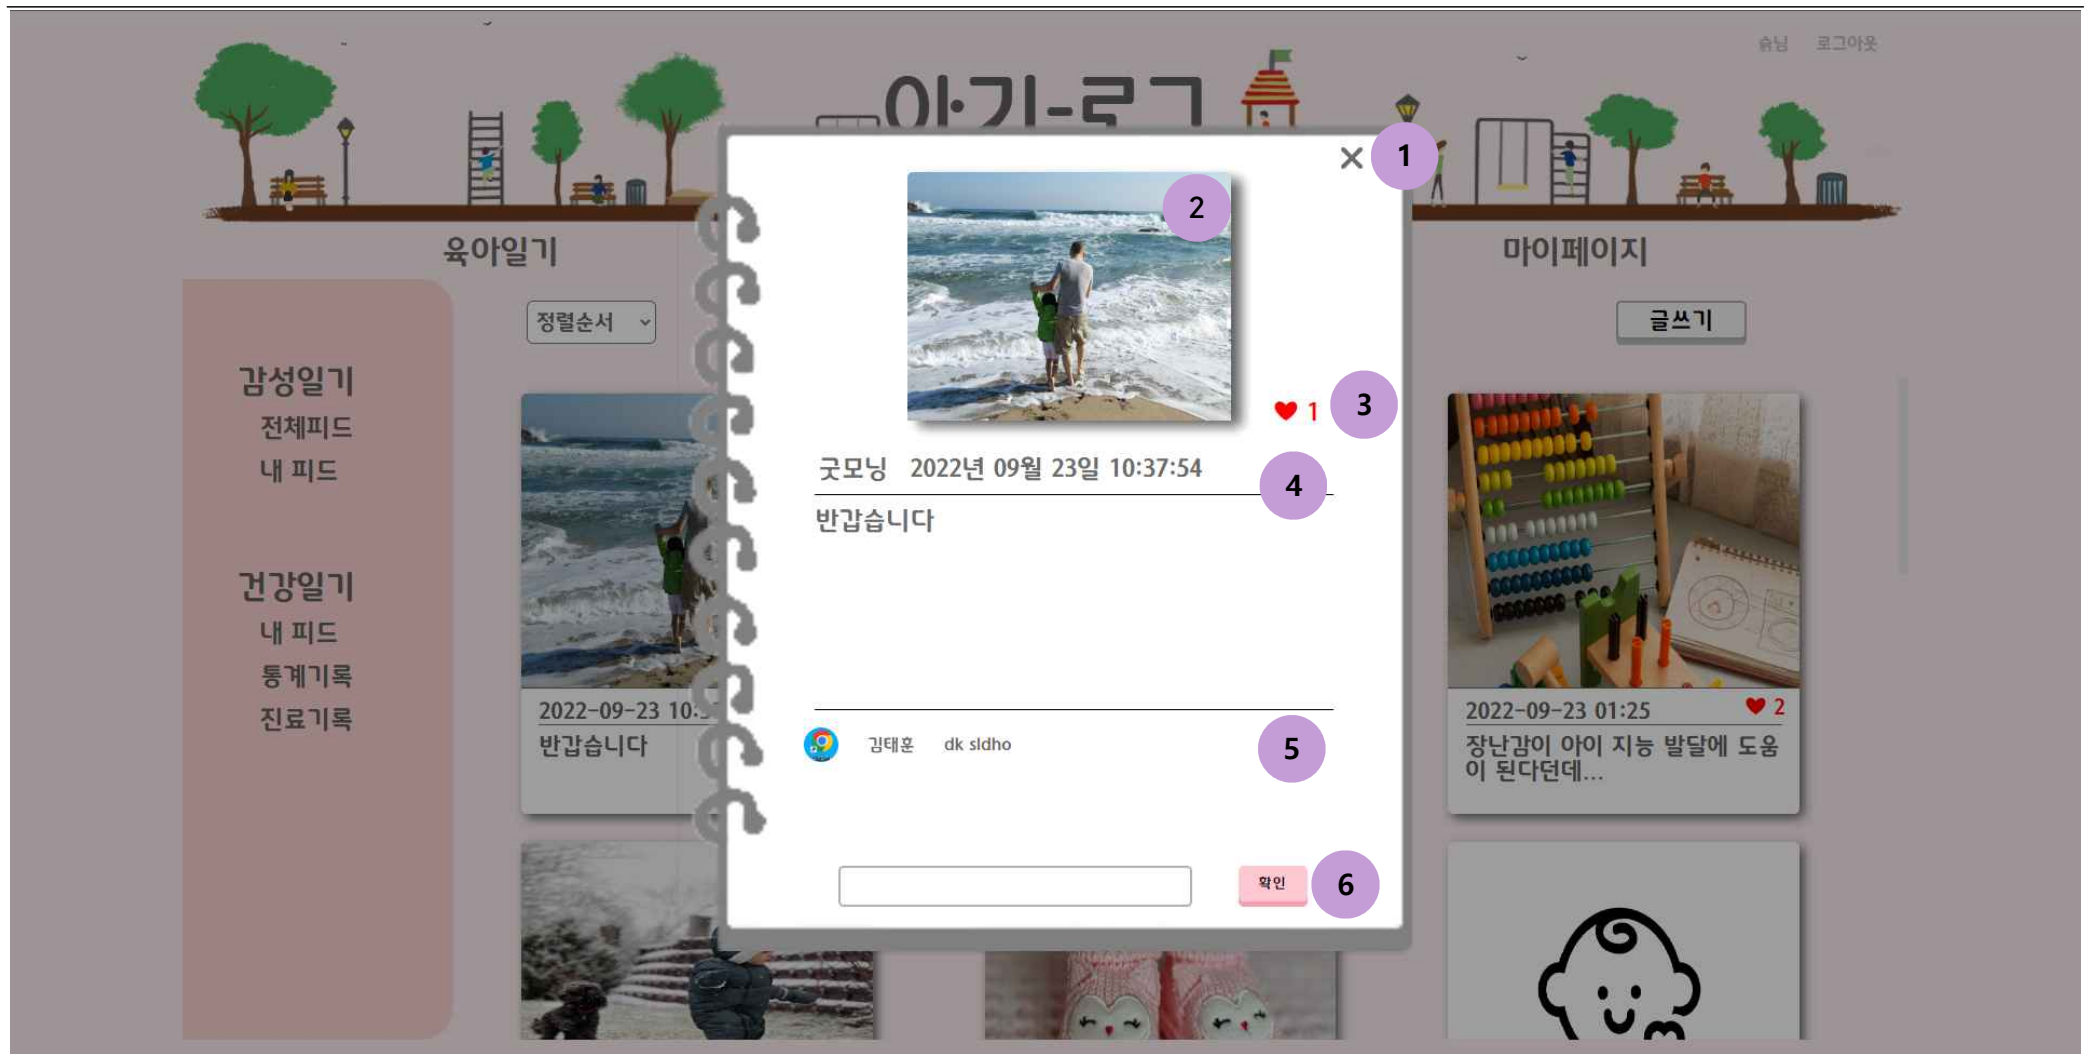 슈닝 로그아웃
아기-로그
육아일기
마이페이지
정렬순서
글쓰기
감성일기
전체피드
내 피드
건강일기
내 피드
통계기록
진료기록
2022-09-23 10:3
반갑습니다
1
2
♥ 1
3
굿모닝 2022년 09월 23일 10:37:54
4
반갑습니다
김태훈 dk sldho
5
확인
6
2022-09-23 01:25 ♥ 2
장난감이 아이 지능 발달에 도움
이 된다던데...